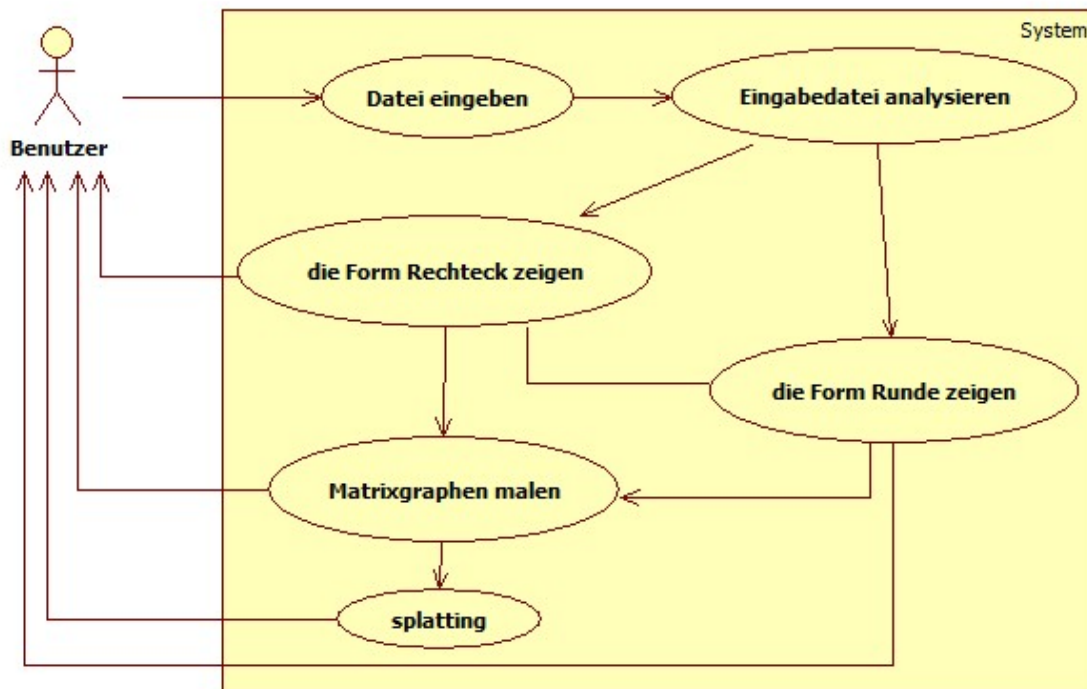 System
Datei eingeben
Eingabedatei analysieren
Benutzer
die Form Rechteck zeigen
die Form Runde zeigen
Matrixgraphen malen
splatting